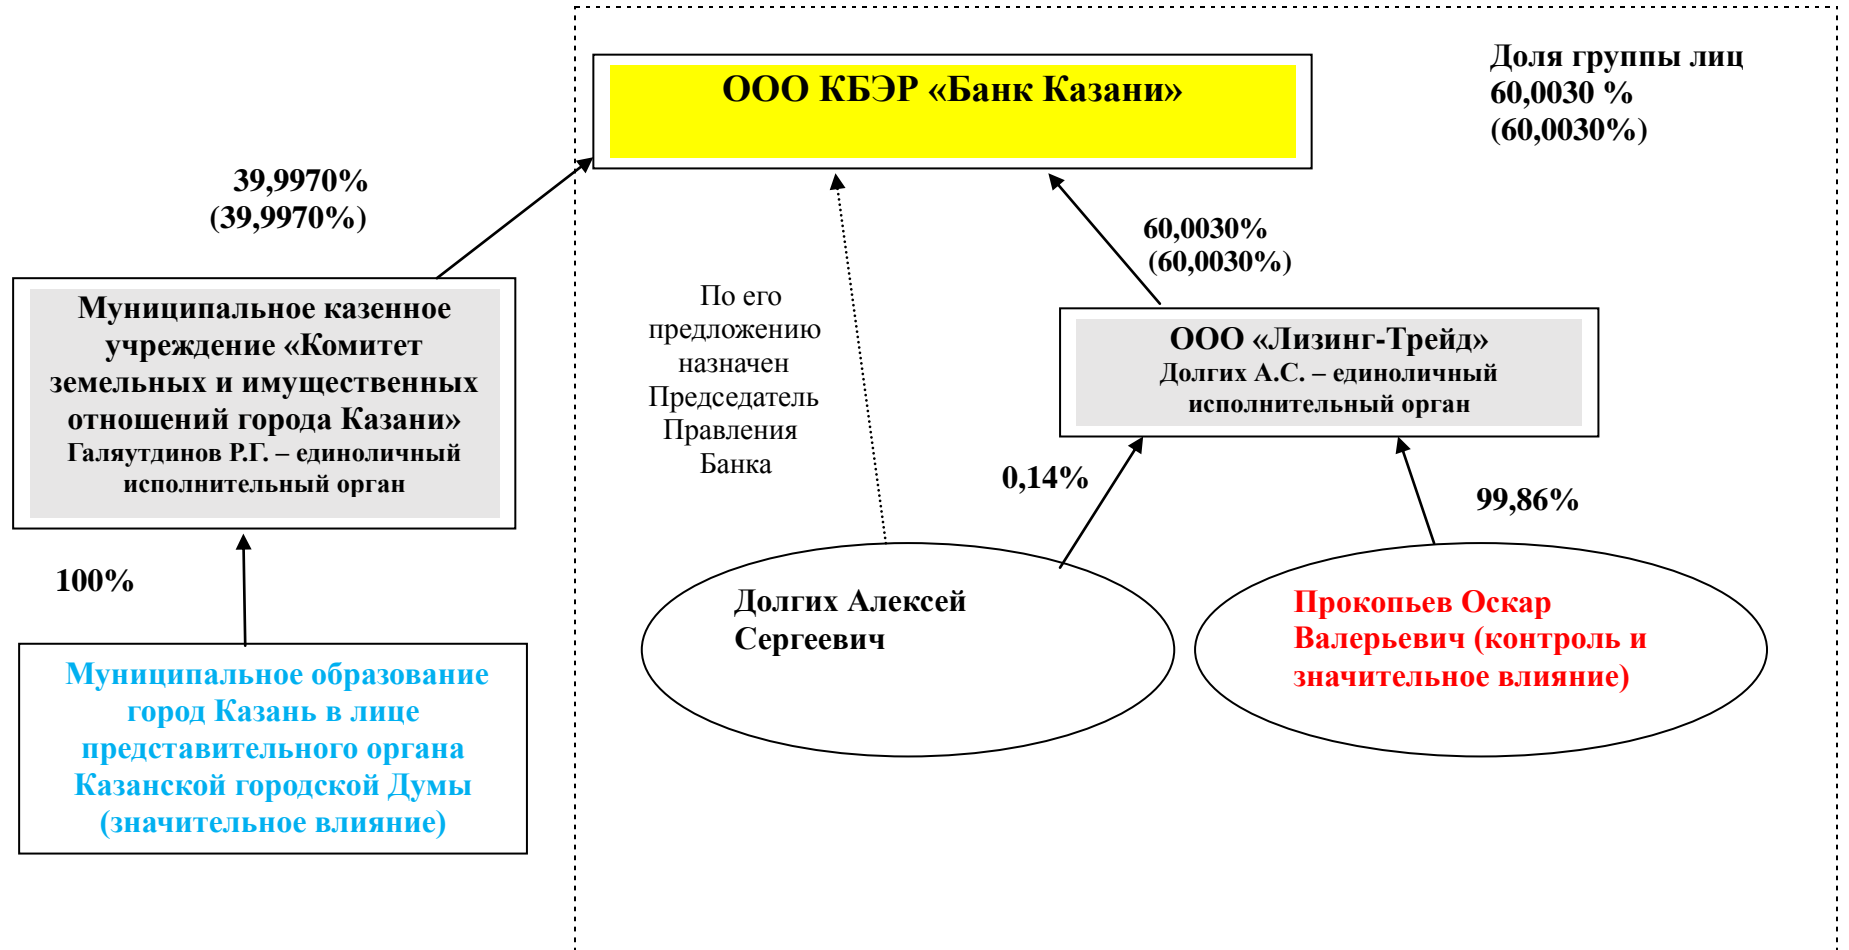 ООО КБЭР «Банк Казани»
Доля группы лиц
60,0030 %
(60,0030%)
39,9970%
(39,9970%)
60,0030%
(60,0030%)
Муниципальное казенное
учреждение «Комитет
земельных и имущественных
отношений города Казани»
Галяутдинов Р.Г. – единоличный
исполнительный орган
По его
предложению
назначен
Председатель
Правления
Банка
ООО «Лизинг-Трейд»
Долгих А.С. – единоличный
исполнительный орган
0,14%
99,86%
100%
Долгих Алексей
Сергеевич
Прокопьев Оскар
Валерьевич (контроль и
значительное влияние)
Муниципальное образование
город Казань в лице
представительного органа
Казанской городской Думы
(значительное влияние)